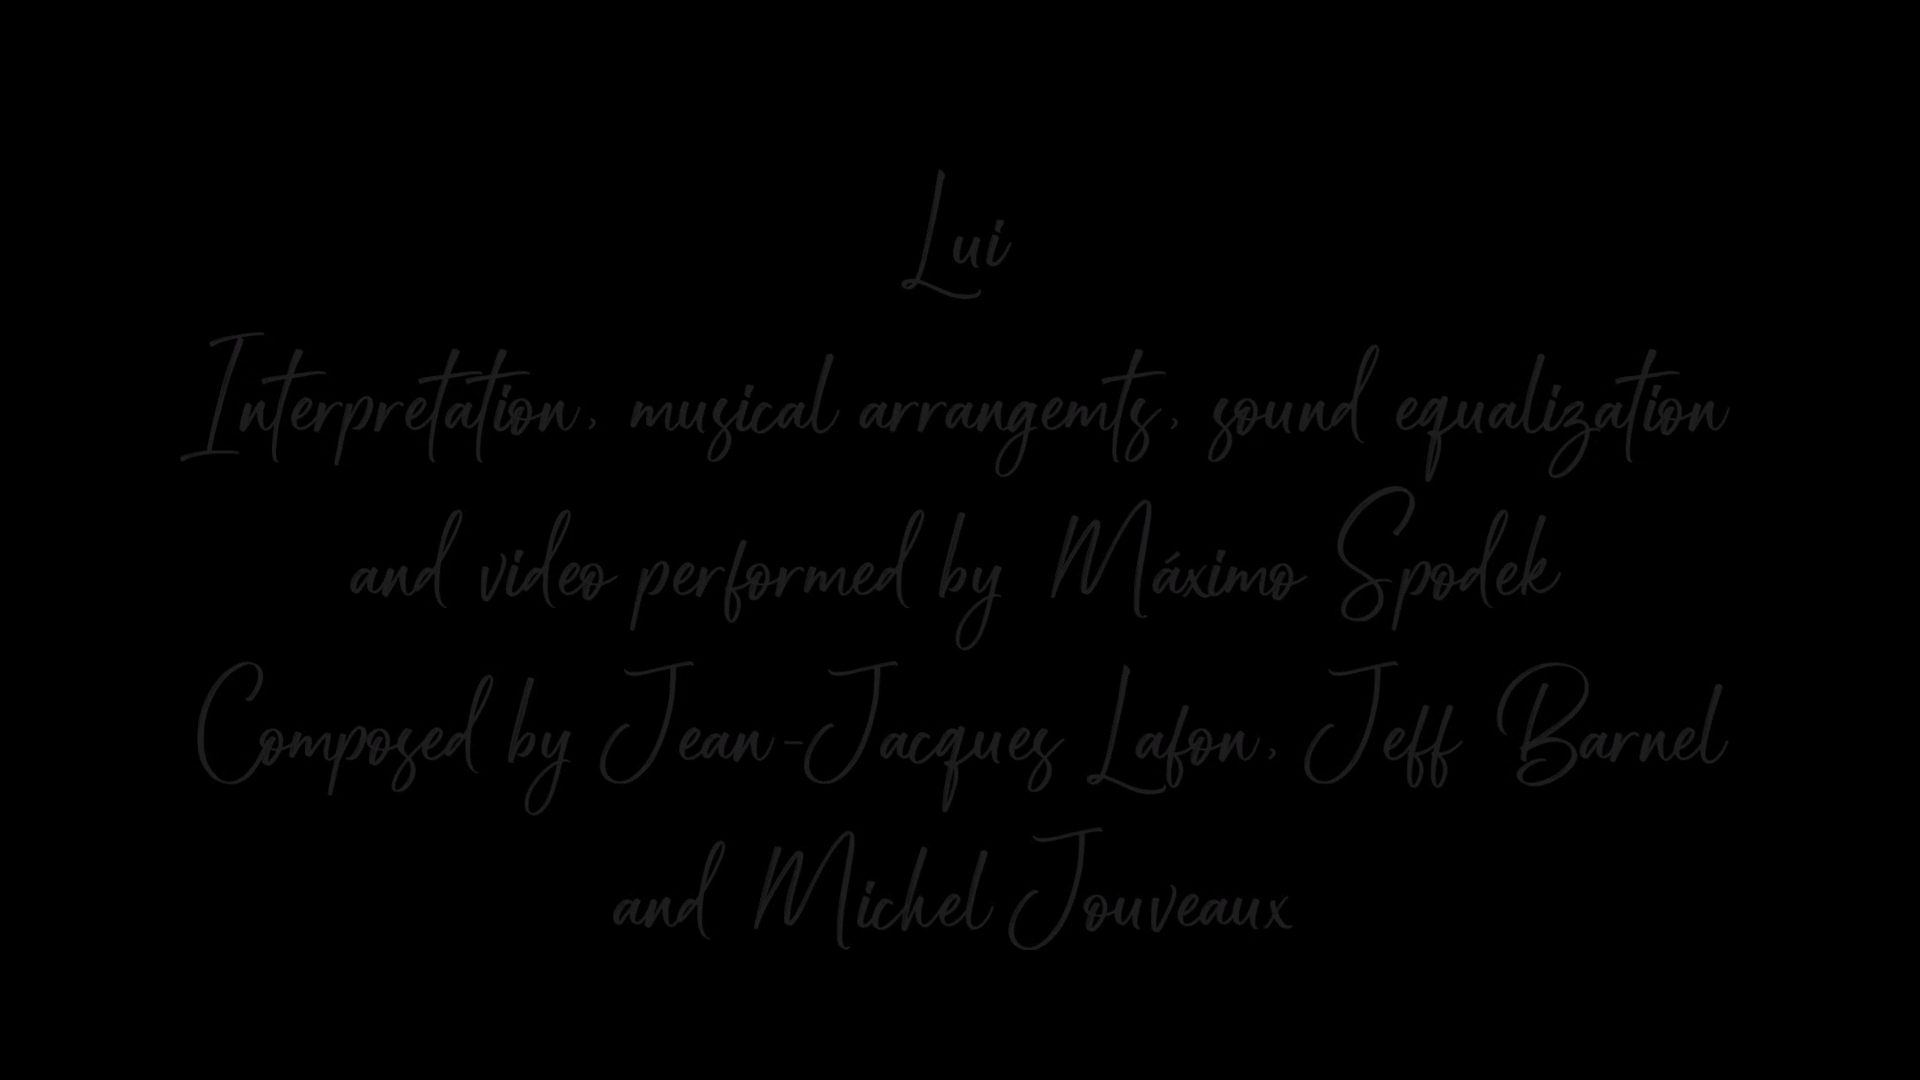 Lui
Interpretation, musical arrangemts, sound equalization
and video performed by Máximo Spodek
Composed by Jean-Jacques Lafon, Jeff Barnel
and Michel Jouveaux